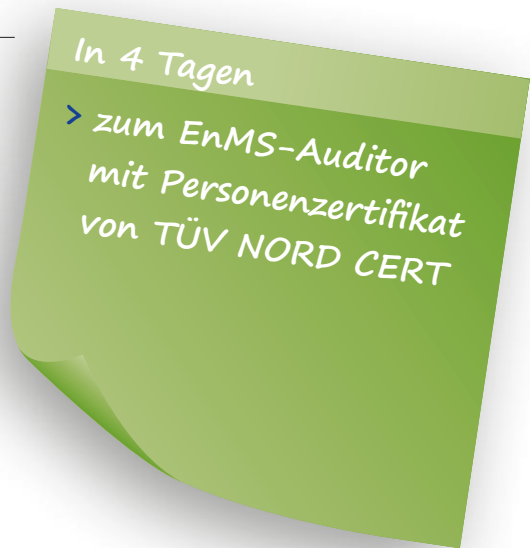 In 4 Tagen
> zum EnMS-Auditor
mit Personenzertifikat
von TÜV NORD CERT